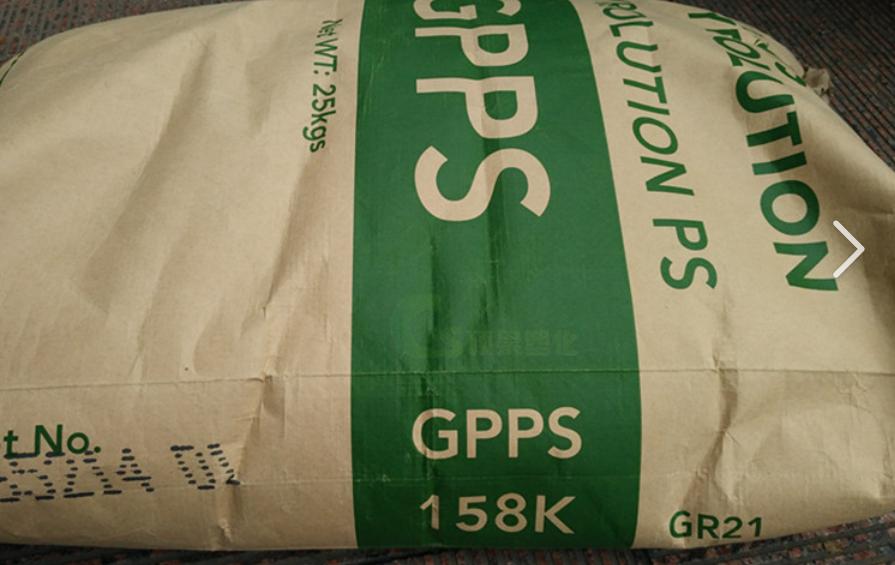 GPPS
Net WT: 25kgs
OLUTION PS
OLUTION
t No.
GPPS
158K
GR21